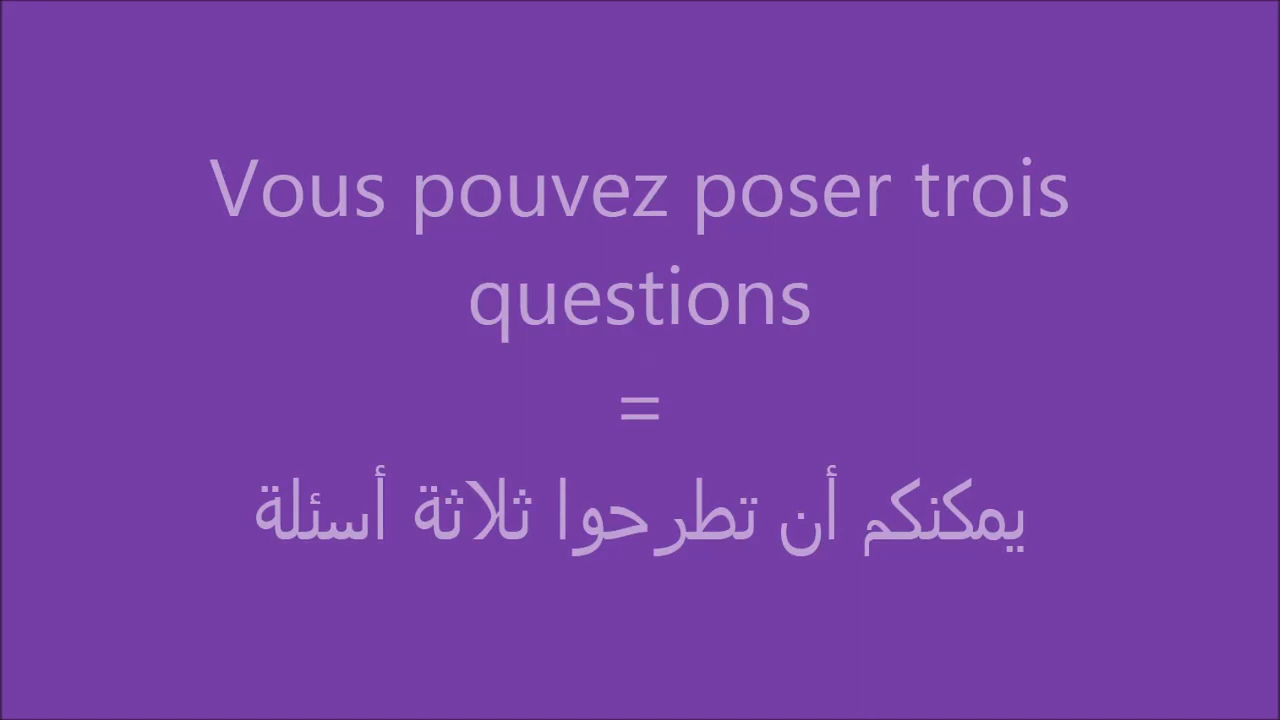 Vous pouvez poser trois
questions
=
يمكنكم أن تطرحوا ثلاثة أسئلة